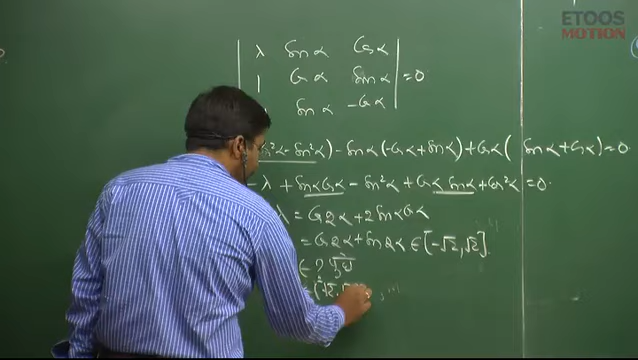 ETOOS
MOTION
λ Sin α Cos α
1 Cos α Sin α = 0
Sin α -Cos α
s²α - Sin²α) - Sin α (-Cos α + Sin α) + Cos α ( Sin α + Cos α) = 0
- λ + Sin α Cos α - Sin²α + Cos α Sin α + Cos²α = 0
λ = Cos 2α + 2 Sin α Cos α
= Cos 2α + Sin 2α ∈ [-√2, √2]